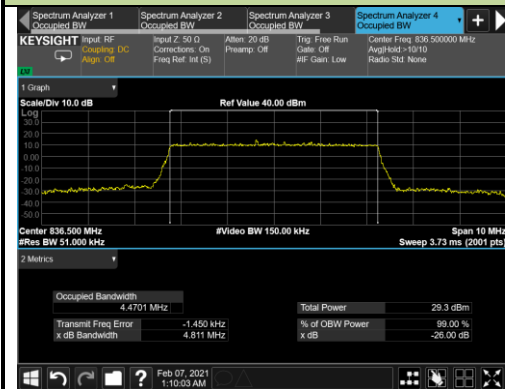 Spectrum Analyzer 1
Occupied BW
Spectrum Analyzer 2
Occupied BW
Spectrum Analyzer 3
Occupied BW
Spectrum Analyzer 4
Occupied BW
KEYSIGHT
Input: RF
Coupling: DC
Align: Off
Input Z: 50 Ω
Corrections: On
Freq Ref: Int (S)
Atten: 20 dB
Preamp: Off
Trig: Free Run
Gate: Off
#IF Gain: Low
Center Freq: 836.500000 MHz
Avg|Hold:>10/10
Radio Std: None
1 Graph
Scale/Div 10.0 dB
Ref Value 40.00 dBm
Log
30.0
20.0
10.0
0.00
-10.0
-20.0
-30.0
-40.0
-50.0
Center 836.500 MHz
#Video BW 150.00 kHz
Span 10 MHz
#Res BW 51.000 kHz
Sweep 3.73 ms (2001 pts)
2 Metrics
Occupied Bandwidth
4.4701 MHz
Total Power 29.3 dBm
Transmit Freq Error -1.450 kHz
% of OBW Power 99.00 %
x dB Bandwidth 4.811 MHz
x dB -26.00 dB
Feb 07, 2021
1:10:03 AM